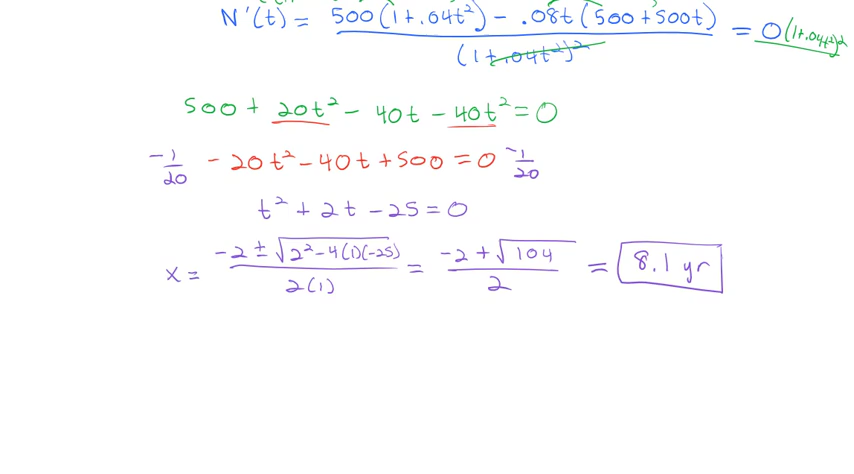 N'(t) = 500(1+.04t²) - .08t(500+500t) / (1+.04t²)² = 0(1+.04t²)²
500 + 20t² - 40t - 40t² = 0
-1/20 - 20t² - 40t + 500 = 0 -1/20
t² + 2t - 25 = 0
x = -2 ± √2² - 4(1)(-25) / 2(1) = -2 + √104 / 2 = 8.1 yr